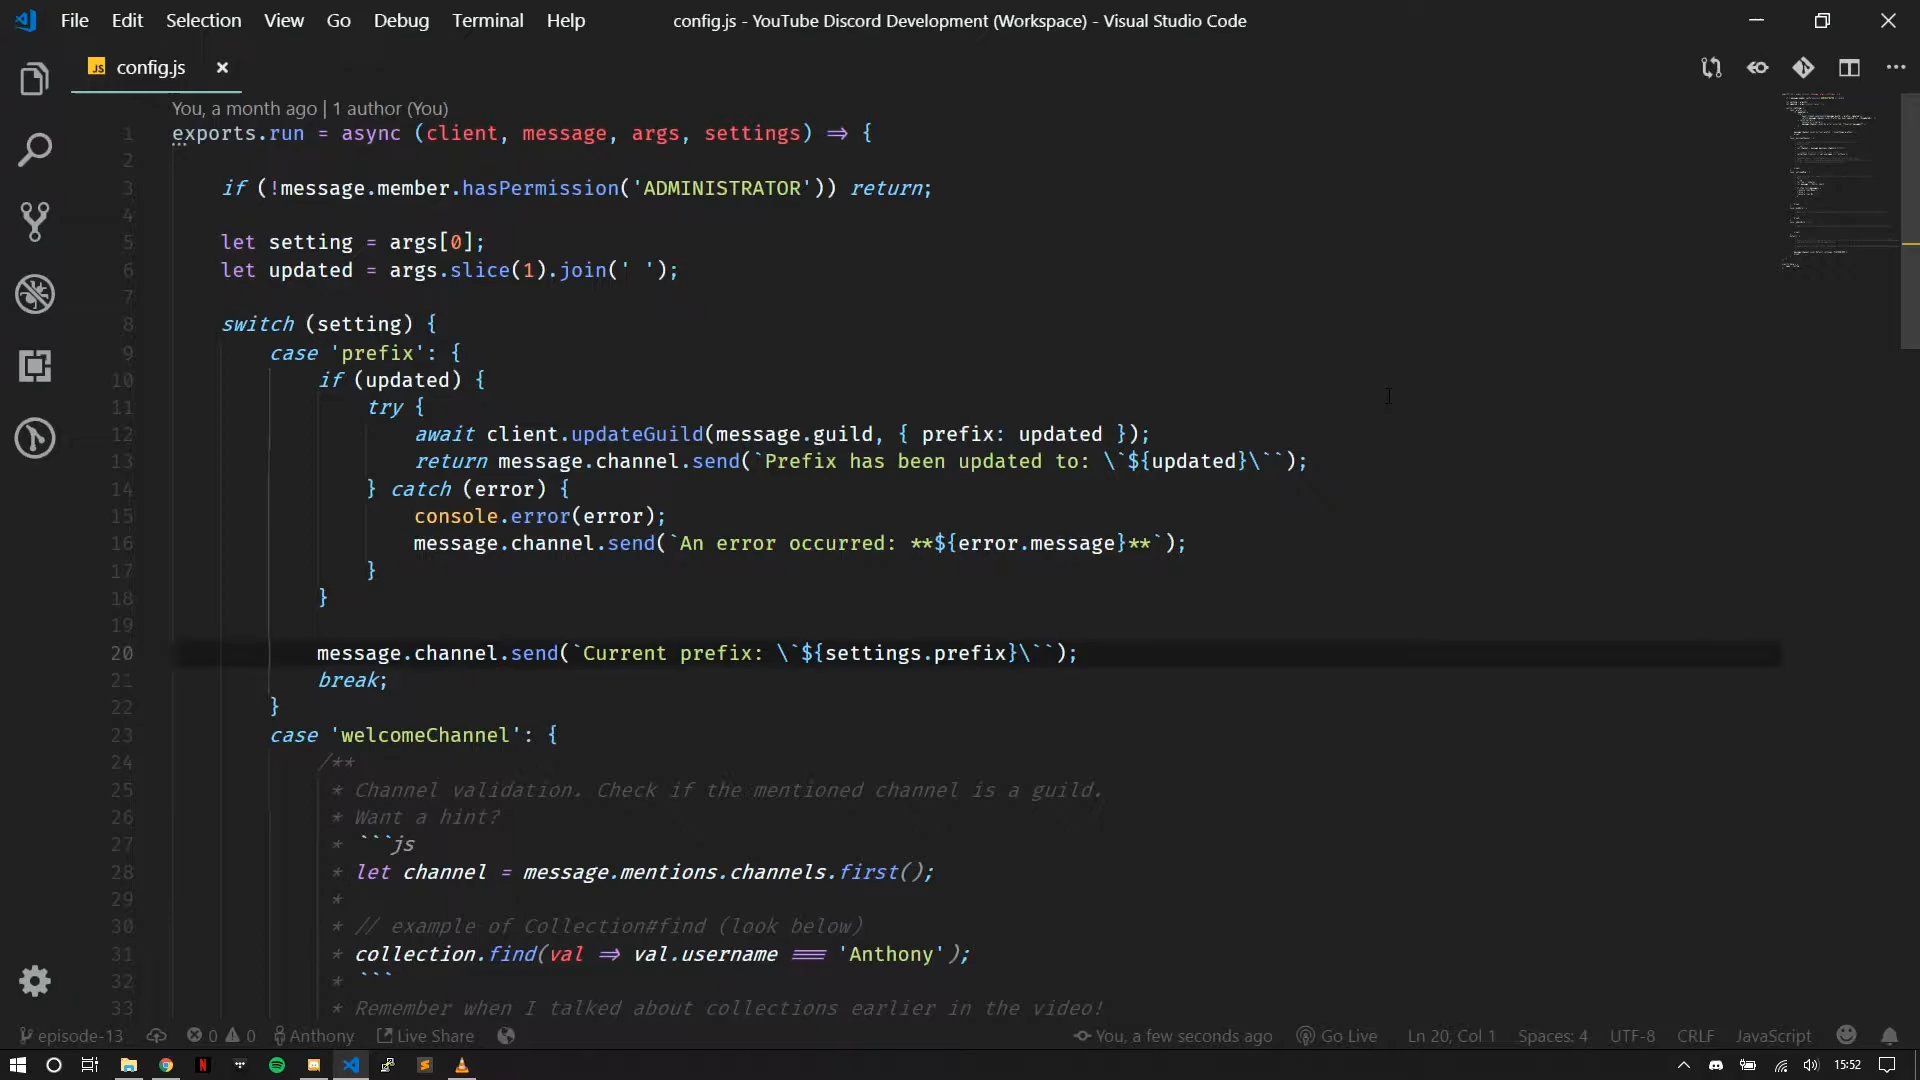 File Edit Selection View Go Debug Terminal Help config.js - YouTube Discord Development (Workspace) - Visual Studio Code
JS config.js
You, a month ago | 1 author (You)
1 exports.run = async (client, message, args, settings) => {
2
3 if (!message.member.hasPermission('ADMINISTRATOR')) return;
4
5 let setting = args[0];
6 let updated = args.slice(1).join(' ');
7
8 switch (setting) {
9 case 'prefix': {
10 if (updated) {
11 try {
12 await client.updateGuild(message.guild, { prefix: updated });
13 return message.channel.send(`Prefix has been updated to: \`${updated}\``);
14 } catch (error) {
15 console.error(error);
16 message.channel.send(`An error occurred: **${error.message}**`);
17 }
18 }
19
20 message.channel.send(`Current prefix: \`${settings.prefix}\``);
21 break;
22 }
23 case 'welcomeChannel': {
24 /**
25 * Channel validation. Check if the mentioned channel is a guild.
26 * Want a hint?
27 * ```js
28 * let channel = message.mentions.channels.first();
29 *
30 * // example of Collection#find (look below)
31 * collection.find(val => val.username === 'Anthony');
32 * ```
33 * Remember when I talked about collections earlier in the video!
episode-13 0 0 Anthony Live Share You, a few seconds ago Go Live Ln 20, Col 1 Spaces: 4 UTF-8 CRLF JavaScript
N 15:52